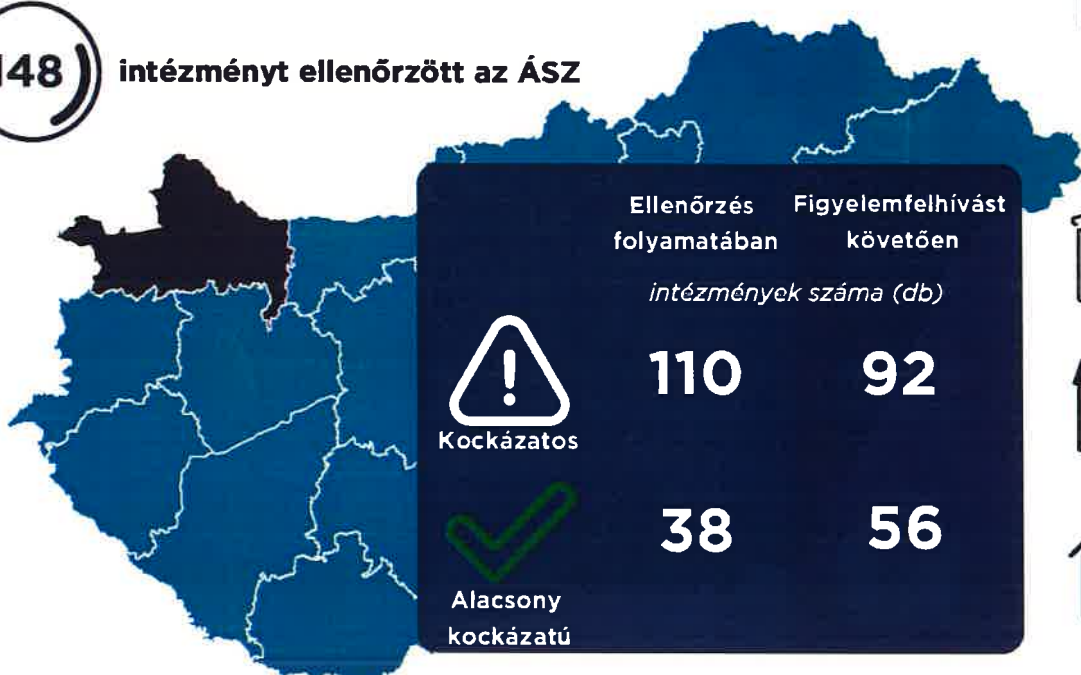 148 intézményt ellenőrzött az ÁSZ
Ellenőrzés folyamatában
Figyelemfelhívást követően
intézmények száma (db)
Kockázatos
110 92
Alacsony kockázatú
38 56